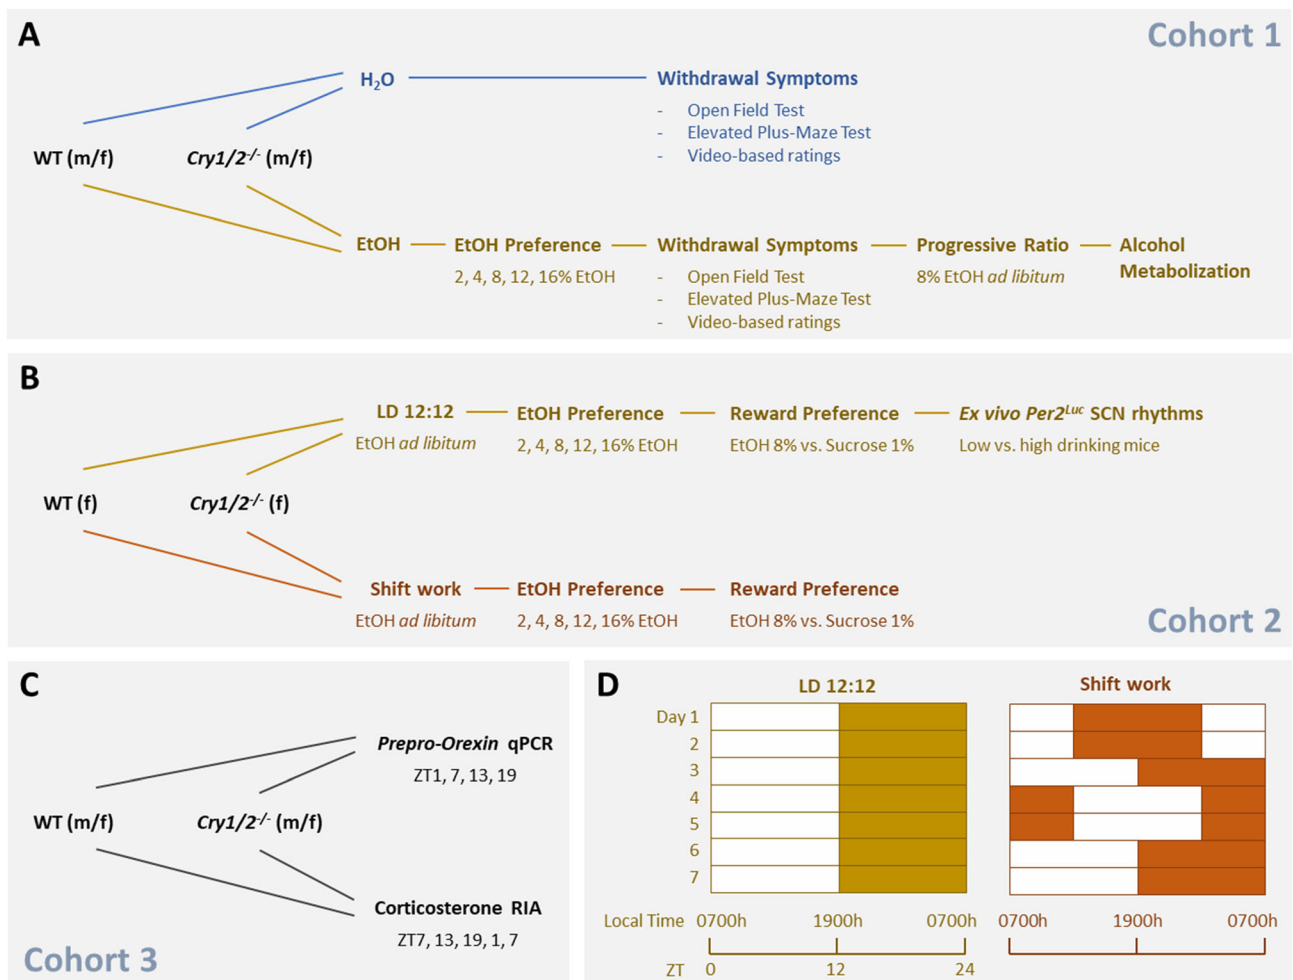 A
Cohort 1
H₂O
Withdrawal Symptoms
- Open Field Test
- Elevated Plus-Maze Test
- Video-based ratings
WT (m/f)
Cry1/2⁻/⁻ (m/f)
EtOH
EtOH Preference
2, 4, 8, 12, 16% EtOH
Withdrawal Symptoms
- Open Field Test
- Elevated Plus-Maze Test
- Video-based ratings
Progressive Ratio
8% EtOH ad libitum
Alcohol
Metabolization
B
LD 12:12
EtOH ad libitum
EtOH Preference
2, 4, 8, 12, 16% EtOH
Reward Preference
EtOH 8% vs. Sucrose 1%
Ex vivo Per2ᴸᵘᶜ SCN rhythms
Low vs. high drinking mice
WT (f)
Cry1/2⁻/⁻ (f)
Shift work
EtOH ad libitum
EtOH Preference
2, 4, 8, 12, 16% EtOH
Reward Preference
EtOH 8% vs. Sucrose 1%
Cohort 2
C
Prepro-Orexin qPCR
ZT1, 7, 13, 19
WT (m/f)
Cry1/2⁻/⁻ (m/f)
Corticosterone RIA
ZT7, 13, 19, 1, 7
Cohort 3
D
LD 12:12
Shift work
Day 1
2
3
4
5
6
7
Local Time 0700h 1900h 0700h
0700h 1900h 0700h
ZT 0 12 24